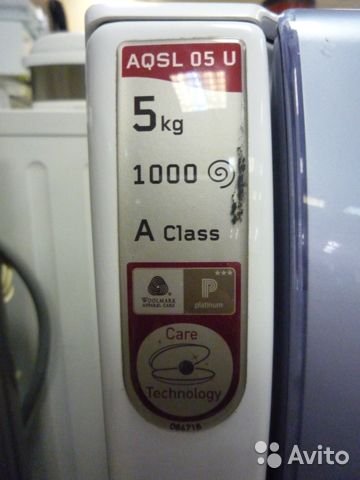 AQSL 05 U
5kg
1000
A Class
WOOLMARK
APPAREL CARE
P
platinum
Care
Technology
Avito